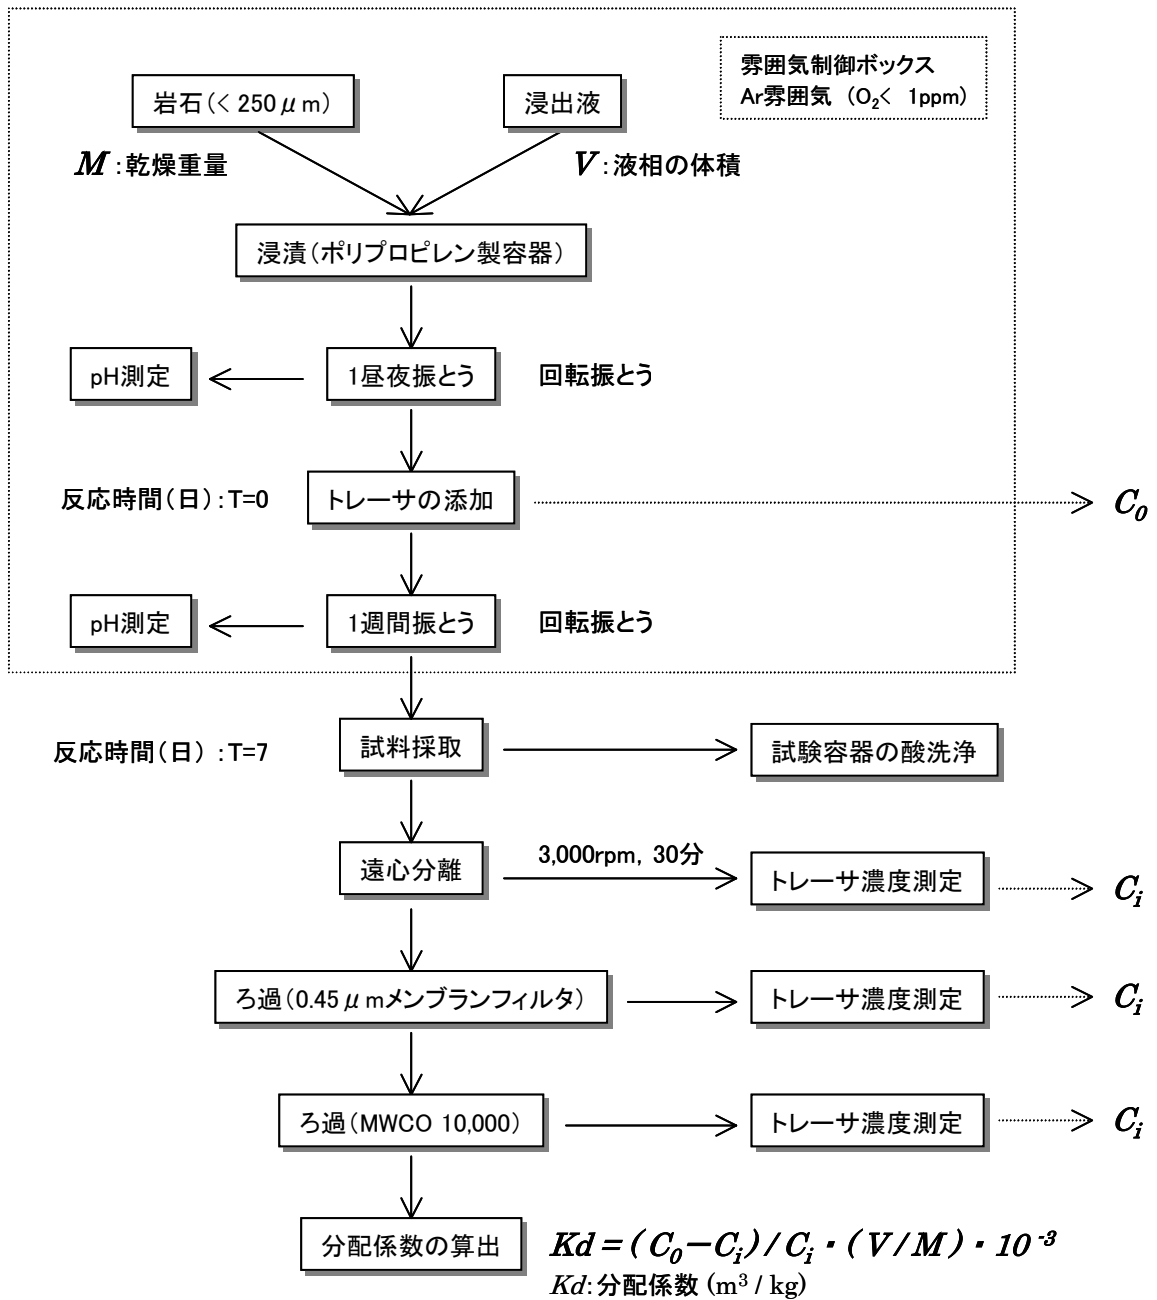 雰囲気制御ボックス
Ar雰囲気 （O₂< 1ppm）
岩石（< 250μm）
浸出液
M：乾燥重量
V：液相の体積
浸漬（ポリプロピレン製容器）
pH測定
1昼夜振とう
回転振とう
反応時間（日）：T=0
トレーサの添加
C₀
pH測定
1週間振とう
回転振とう
反応時間（日）：T=7
試料採取
試験容器の酸洗浄
遠心分離
3,000rpm，30分
トレーサ濃度測定
Cᵢ
ろ過（0.45μmメンブランフィルタ）
トレーサ濃度測定
Cᵢ
ろ過（MWCO 10,000）
トレーサ濃度測定
Cᵢ
分配係数の算出
Kd＝(C₀－Cᵢ)/Cᵢ・(V/M)・10⁻³
Kd：分配係数 (m³ / kg)